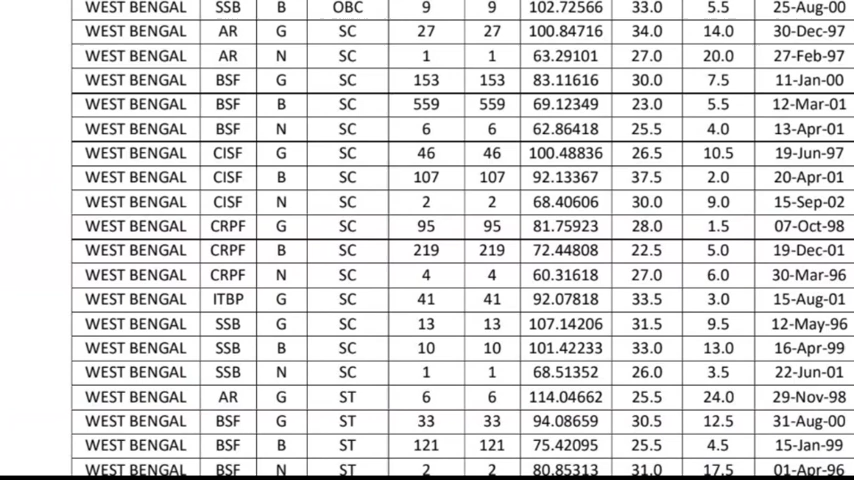 WEST BENGAL SSB B OBC 9 9 102.72566 33.0 5.5 25-Aug-00
WEST BENGAL AR G SC 27 27 100.84716 34.0 14.0 30-Dec-97
WEST BENGAL AR N SC 1 1 63.29101 27.0 20.0 27-Feb-97
WEST BENGAL BSF G SC 153 153 83.11616 30.0 7.5 11-Jan-00
WEST BENGAL BSF B SC 559 559 69.12349 23.0 5.5 12-Mar-01
WEST BENGAL BSF N SC 6 6 62.86418 25.5 4.0 13-Apr-01
WEST BENGAL CISF G SC 46 46 100.48836 26.5 10.5 19-Jun-97
WEST BENGAL CISF B SC 107 107 92.13367 37.5 2.0 20-Apr-01
WEST BENGAL CISF N SC 2 2 68.40606 30.0 9.0 15-Sep-02
WEST BENGAL CRPF G SC 95 95 81.75923 28.0 1.5 07-Oct-98
WEST BENGAL CRPF B SC 219 219 72.44808 22.5 5.0 19-Dec-01
WEST BENGAL CRPF N SC 4 4 60.31618 27.0 6.0 30-Mar-96
WEST BENGAL ITBP G SC 41 41 92.07818 33.5 3.0 15-Aug-01
WEST BENGAL SSB G SC 13 13 107.14206 31.5 9.5 12-May-96
WEST BENGAL SSB B SC 10 10 101.42233 33.0 13.0 16-Apr-99
WEST BENGAL SSB N SC 1 1 68.51352 26.0 3.5 22-Jun-01
WEST BENGAL AR G ST 6 6 114.04662 25.5 24.0 29-Nov-98
WEST BENGAL BSF G ST 33 33 94.08659 30.5 12.5 31-Aug-00
WEST BENGAL BSF B ST 121 121 75.42095 25.5 4.5 15-Jan-99
WEST BENGAL BSF N ST 2 2 80.85313 31.0 17.5 01-Apr-96